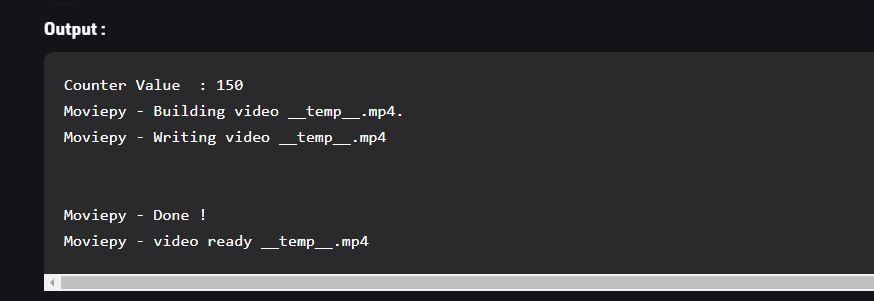 Output :
Counter Value  : 150
Moviepy - Building video __temp__.mp4.
Moviepy - Writing video __temp__.mp4
Moviepy - Done !
Moviepy - video ready __temp__.mp4